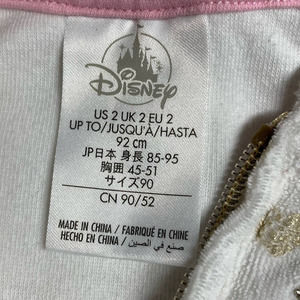 Disney
US 2 UK 2 EU 2
UP TO/JUSQU'À/HASTA
92 cm
JP日本 身長 85-95
胸囲 45-51
サイズ90
CN 90/52
MADE IN CHINA / FABRIQUÉ EN CHINE
HECHO EN CHINA / صنع في الصين